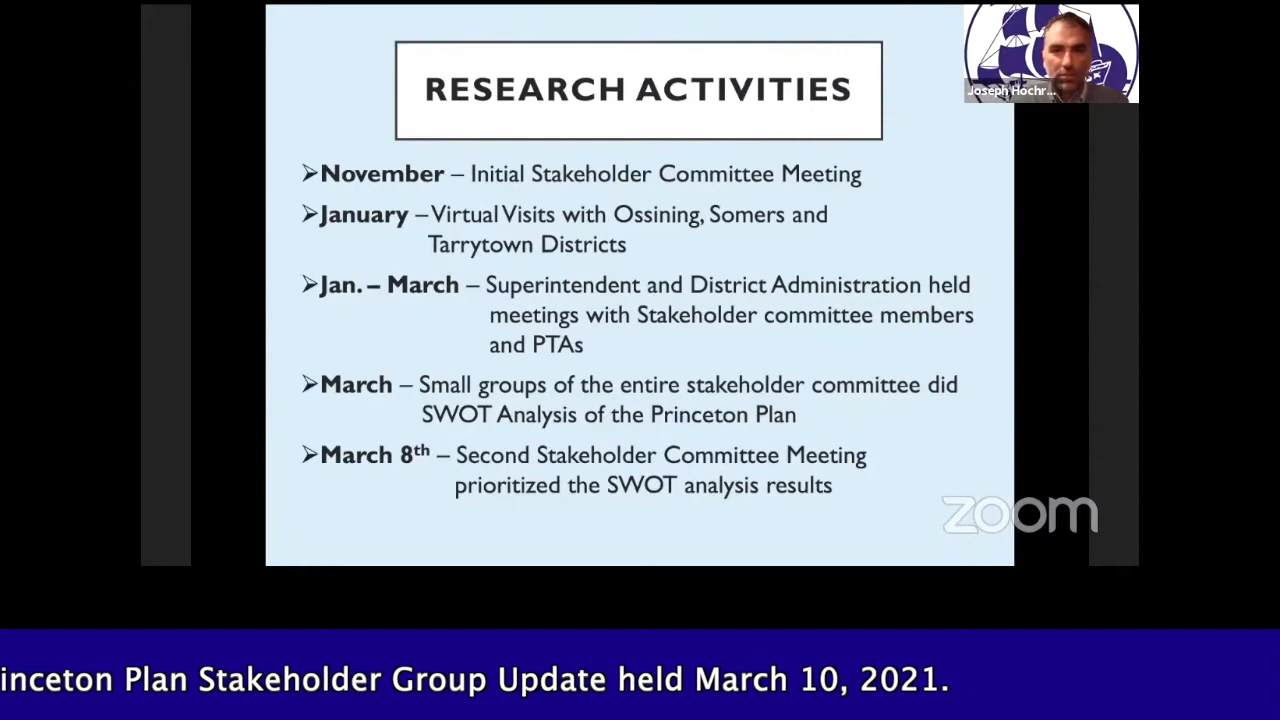 RESEARCH ACTIVITIES
Joseph Hochr...
➢November – Initial Stakeholder Committee Meeting
➢January – Virtual Visits with Ossining, Somers and
Tarrytown Districts
➢Jan. – March – Superintendent and District Administration held
meetings with Stakeholder committee members
and PTAs
➢March – Small groups of the entire stakeholder committee did
SWOT Analysis of the Princeton Plan
➢March 8th – Second Stakeholder Committee Meeting
prioritized the SWOT analysis results
zoom
inceton Plan Stakeholder Group Update held March 10, 2021.